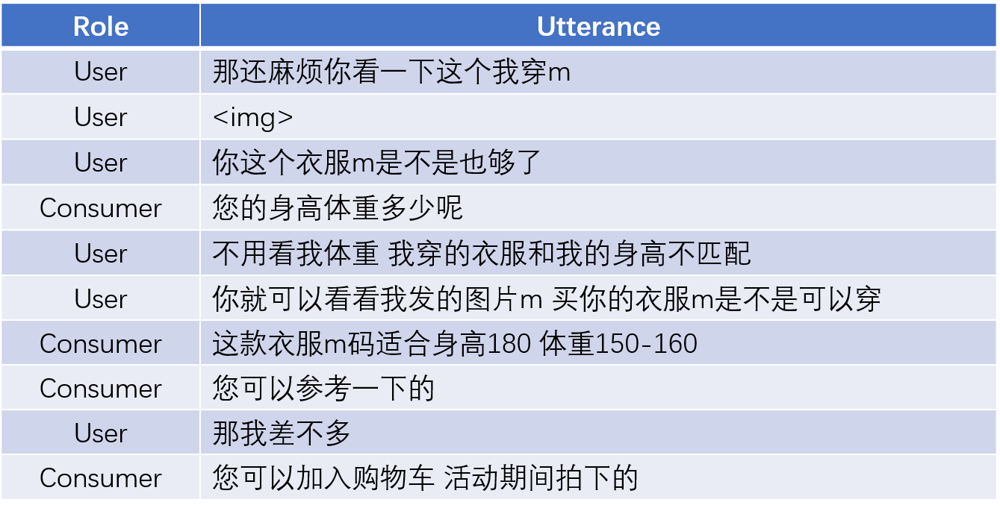 Role Utterance
User 那还麻烦你看一下这个我穿m
User <img>
User 你这个衣服m是不是也够了
Consumer 您的身高体重多少呢
User 不用看我体重 我穿的衣服和我的身高不匹配
User 你就可以看看我发的图片m 买你的衣服m是不是可以穿
Consumer 这款衣服m码适合身高180 体重150-160
Consumer 您可以参考一下的
User 那我差不多
Consumer 您可以加入购物车 活动期间拍下的